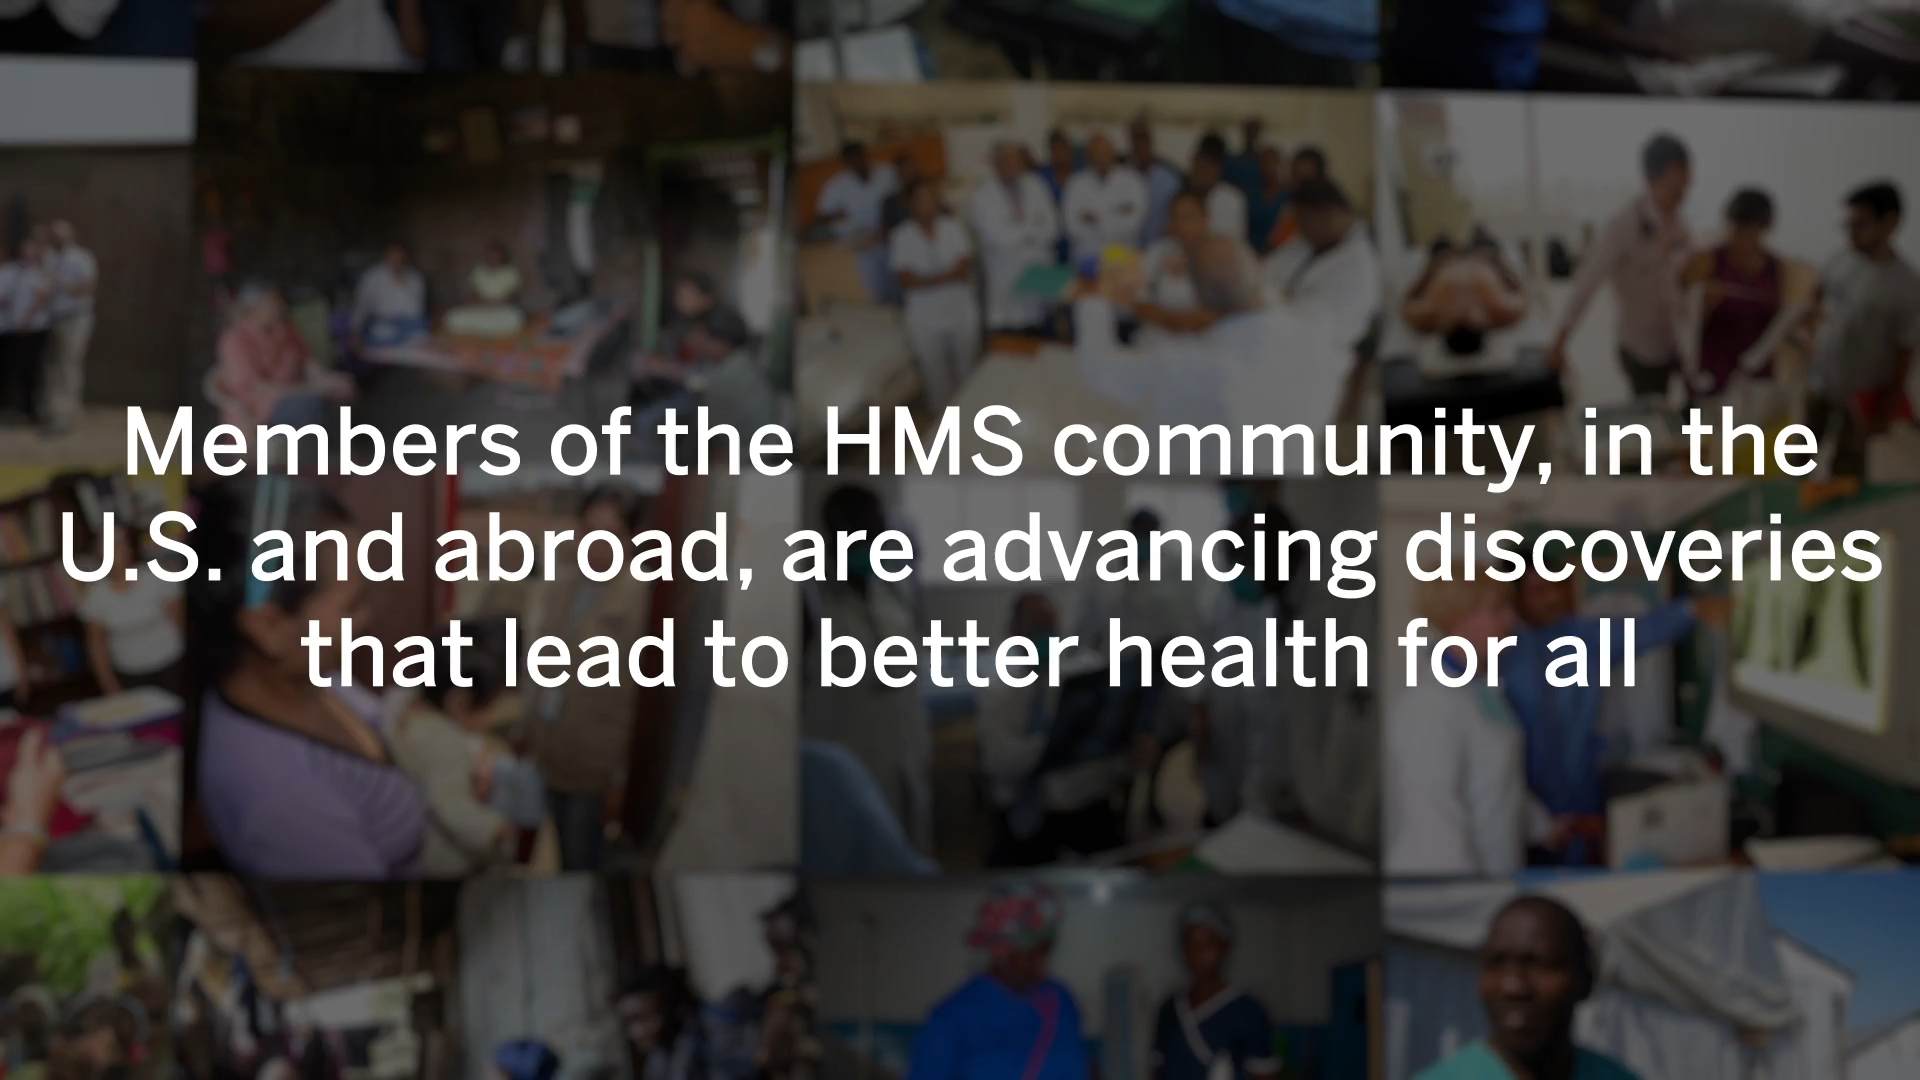 Members of the HMS community, in the
U.S. and abroad, are advancing discoveries
that lead to better health for all